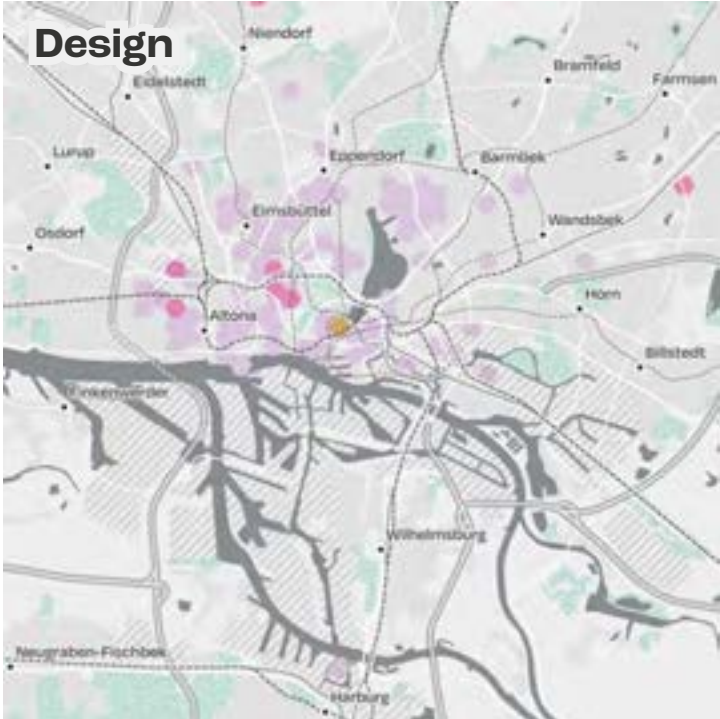 Design
Niendorf
Bramfeld
Eidelstedt
Farmsen
Lurup
Eppendorf
Barmbek
Eimsbüttel
Wandsbek
Osdorf
Horn
Altona
Billstedt
Finkenwerder
Wilhelmsburg
Neugraben-Fischbek
Harburg